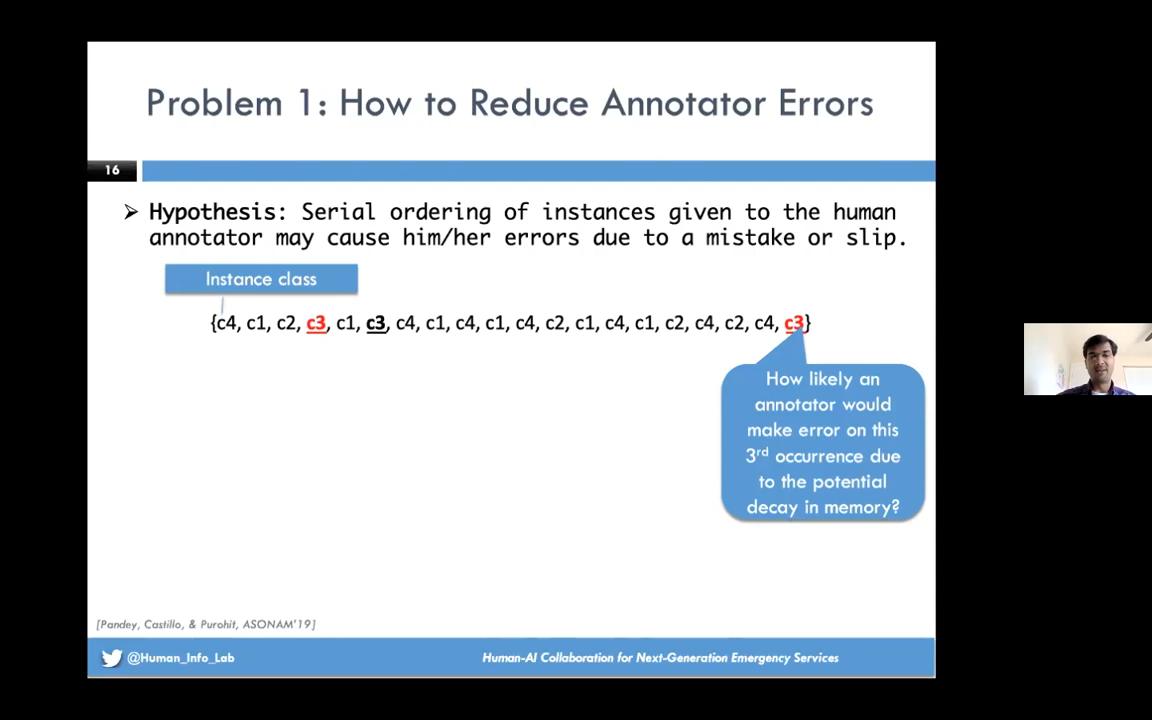 Problem 1: How to Reduce Annotator Errors
16
➢ Hypothesis: Serial ordering of instances given to the human
annotator may cause him/her errors due to a mistake or slip.
Instance class
{c4, c1, c2, c3, c1, c3, c4, c1, c4, c1, c4, c2, c1, c4, c1, c2, c4, c2, c4, c3}
How likely an
annotator would
make error on this
3rd occurrence due
to the potential
decay in memory?
[Pandey, Castillo, & Purohit, ASONAM'19]
@Human_Info_Lab
Human-AI Collaboration for Next-Generation Emergency Services